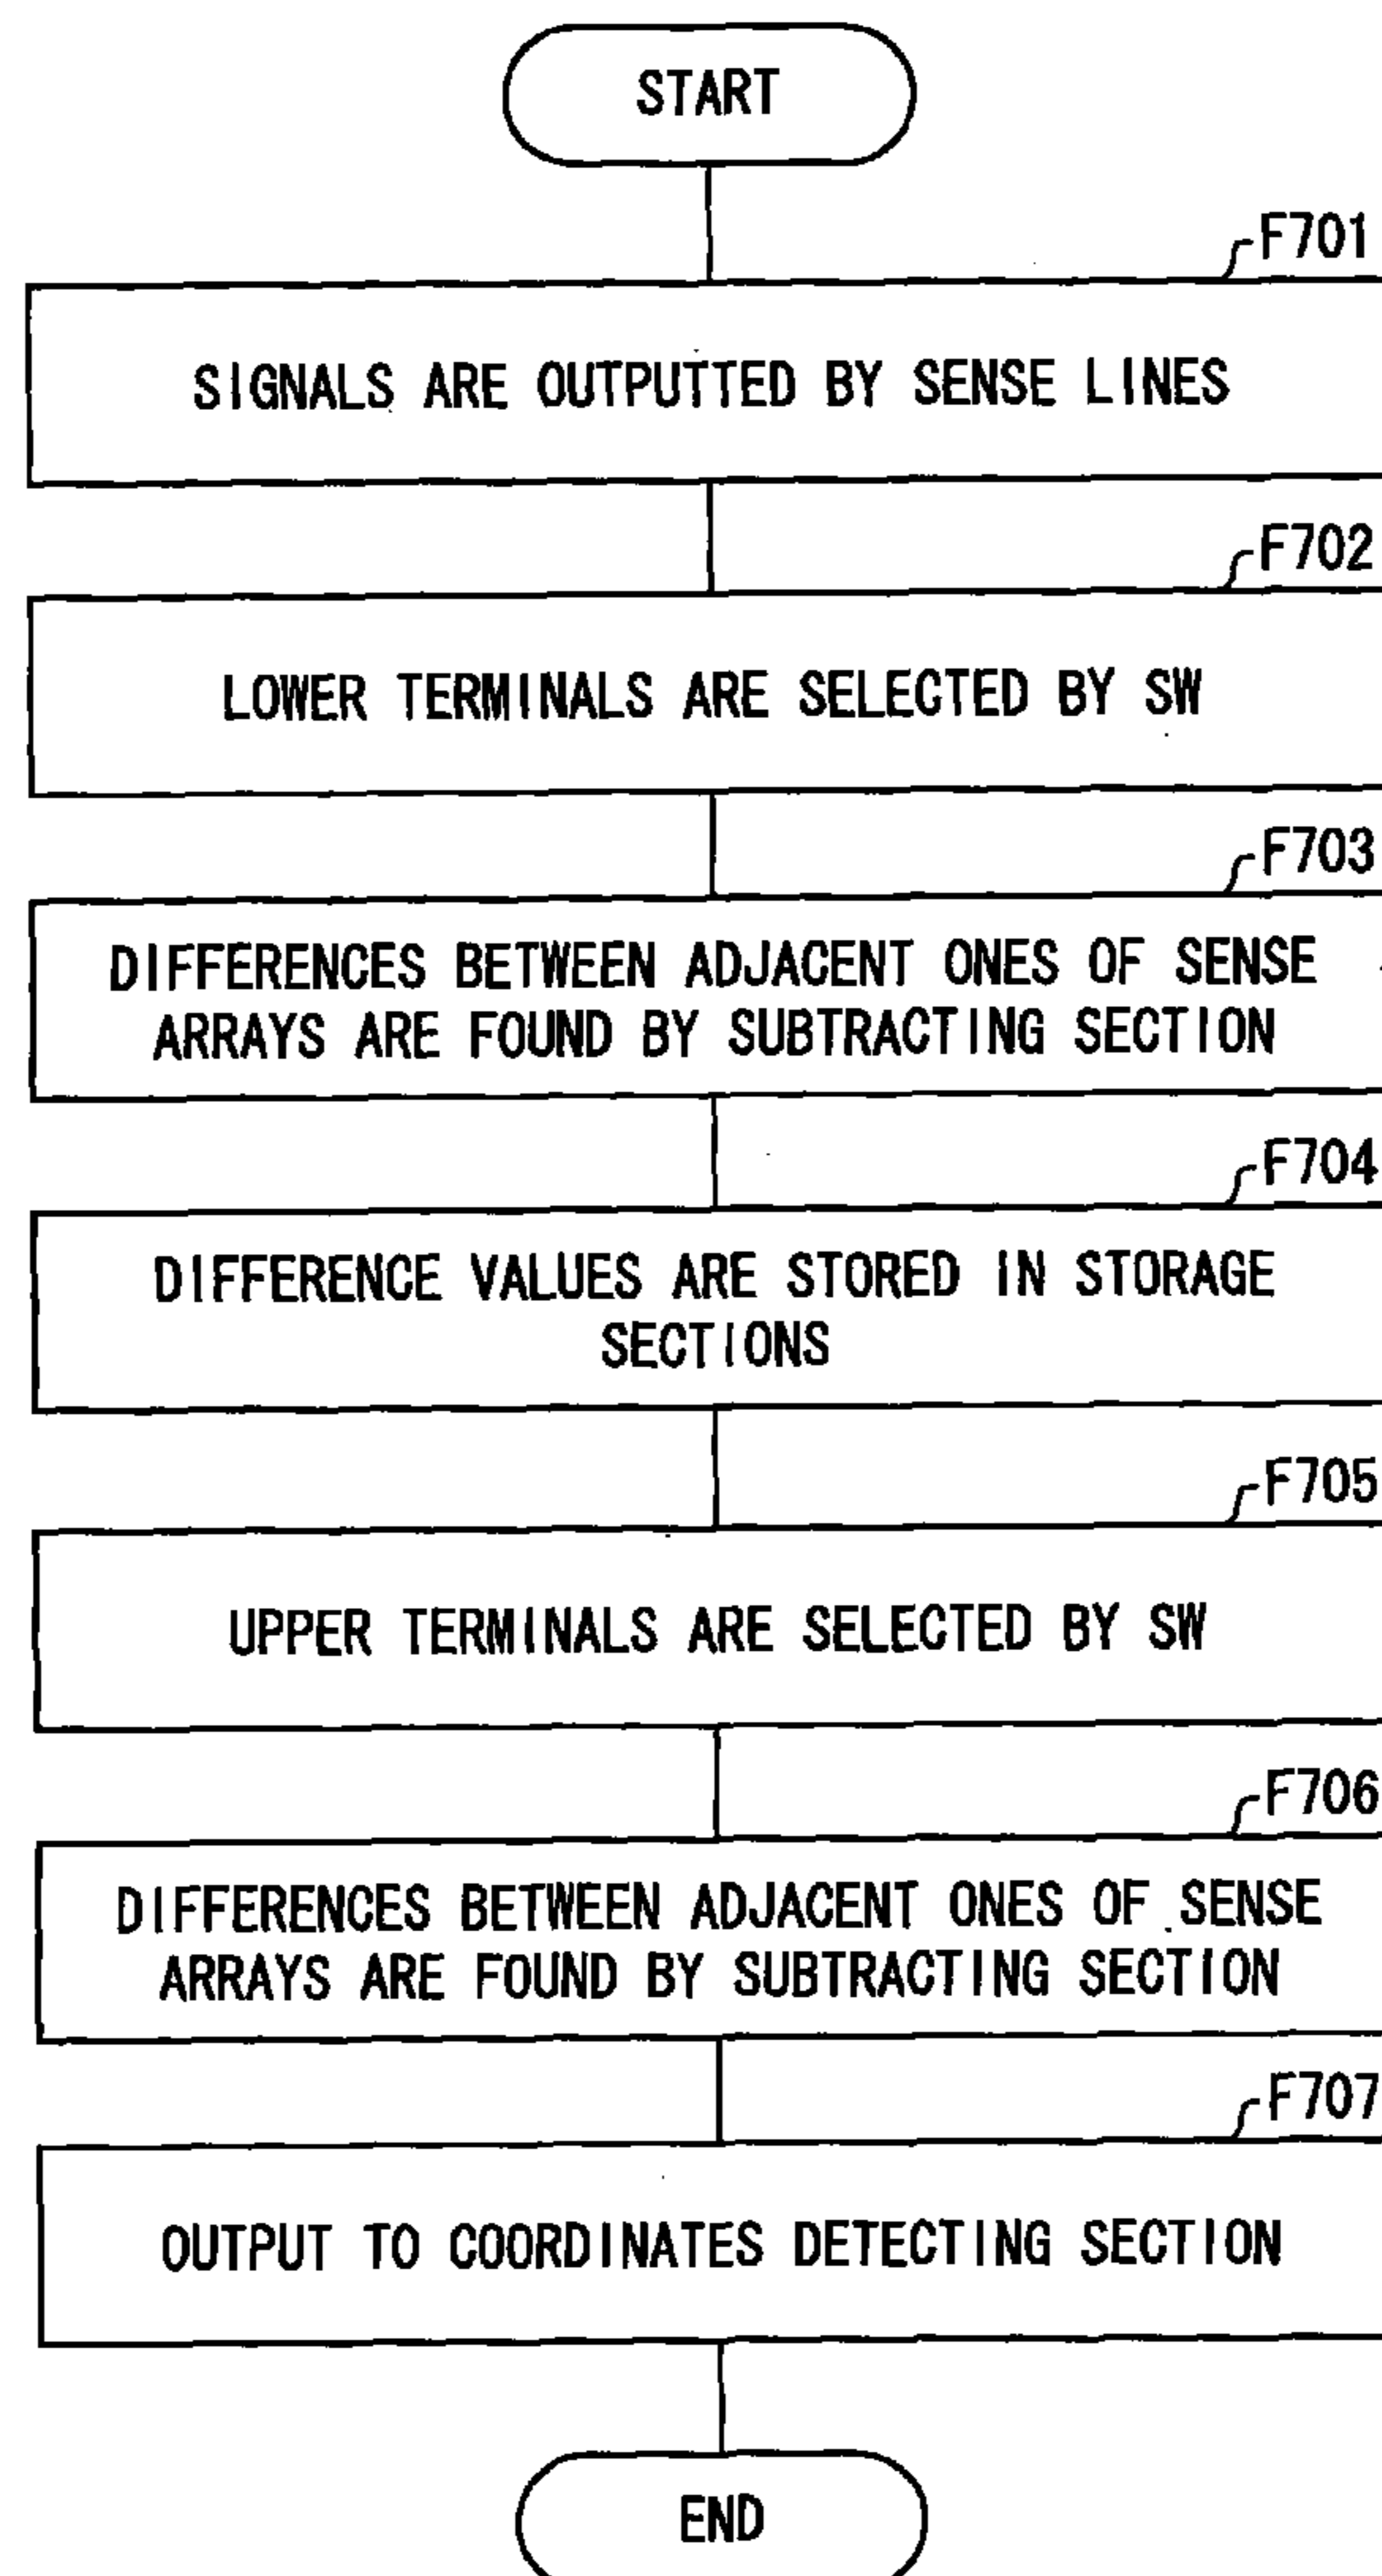 START
F701
SIGNALS ARE OUTPUTTED BY SENSE LINES
F702
LOWER TERMINALS ARE SELECTED BY SW
F703
DIFFERENCES BETWEEN ADJACENT ONES OF SENSE
ARRAYS ARE FOUND BY SUBTRACTING SECTION
F704
DIFFERENCE VALUES ARE STORED IN STORAGE
SECTIONS
F705
UPPER TERMINALS ARE SELECTED BY SW
F706
DIFFERENCES BETWEEN ADJACENT ONES OF SENSE
ARRAYS ARE FOUND BY SUBTRACTING SECTION
F707
OUTPUT TO COORDINATES DETECTING SECTION
END